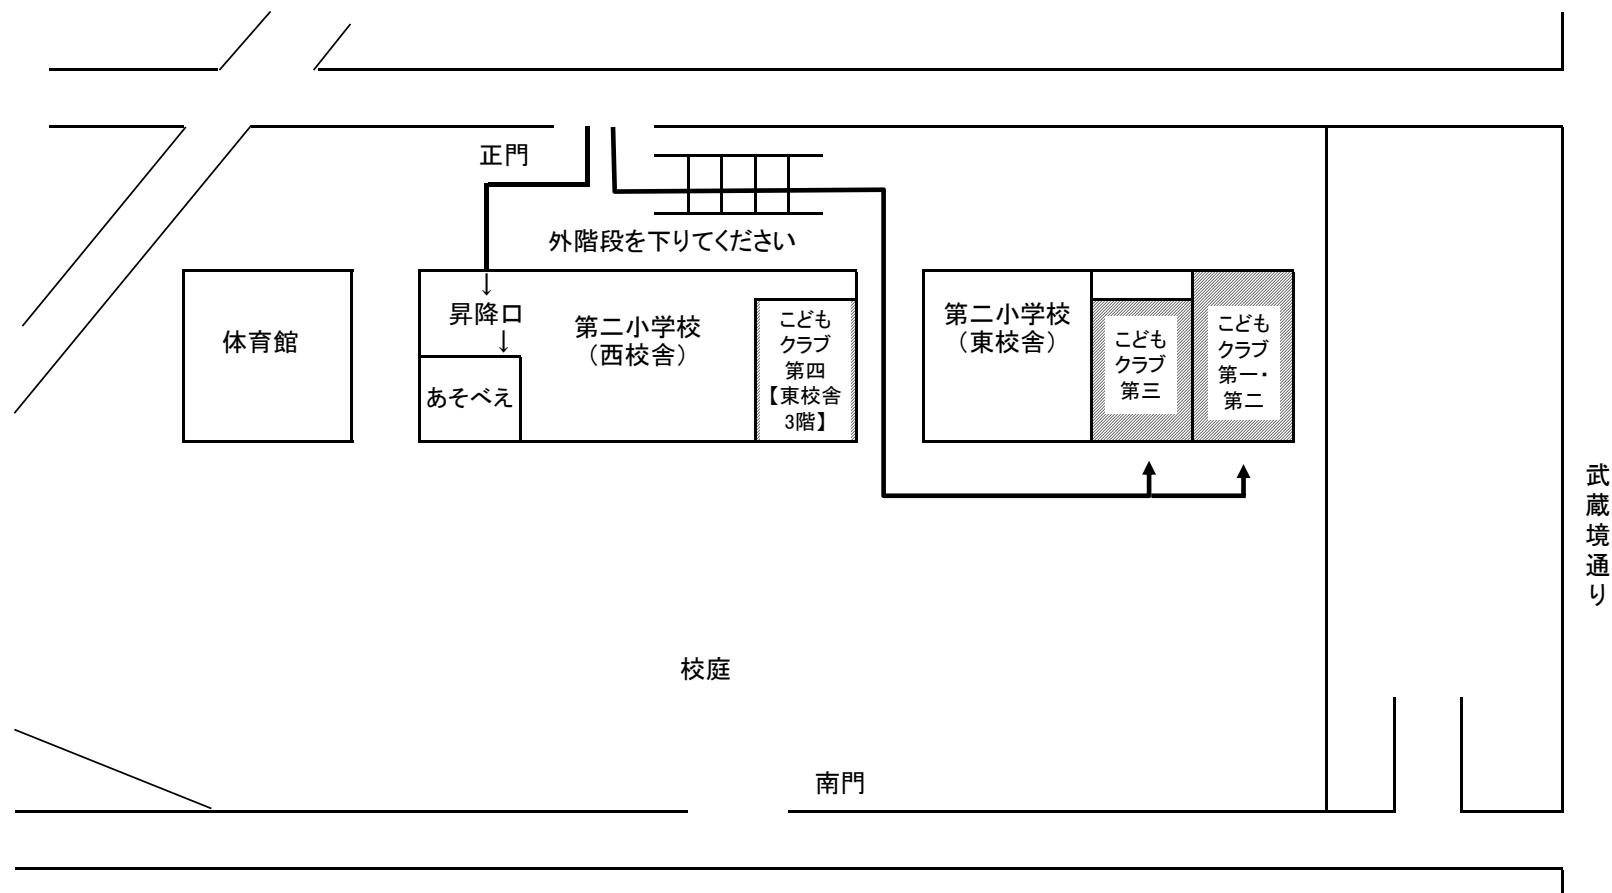 正門
外階段を下りてください
体育館
↓
昇降口
↓
あそべえ
第二小学校
（西校舎）
こども
クラブ
第四
【東校舎
3階】
第二小学校
（東校舎）
こども
クラブ
第三
こども
クラブ
第一・
第二
武蔵境通り
校庭
南門